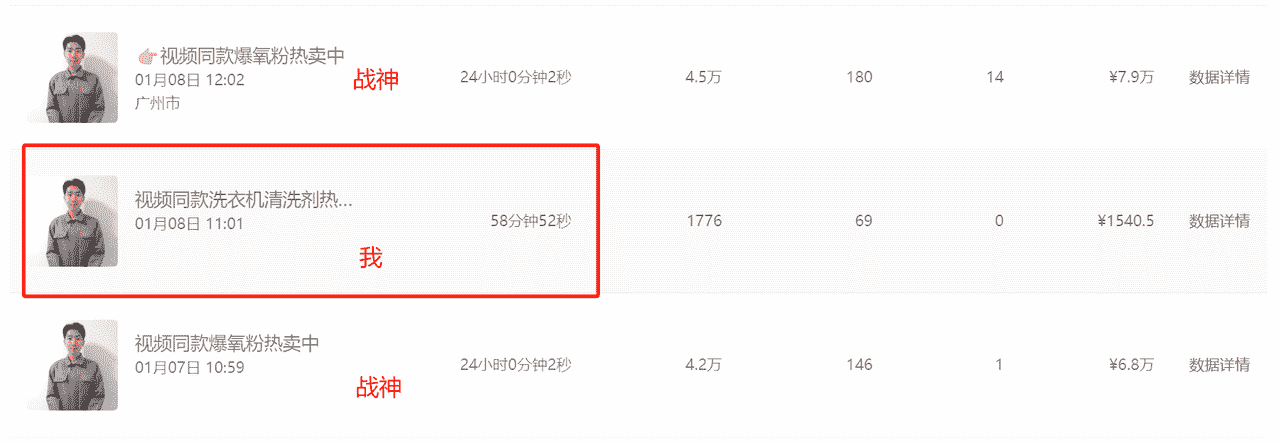 👉视频同款爆氧粉热卖中
01月08日 12:02
广州市
战神
24小时0分钟2秒
4.5万
180
14
¥7.9万
数据详情
视频同款洗衣机清洗剂热...
01月08日 11:01
我
58分钟52秒
1776
69
0
¥1540.5
数据详情
视频同款爆氧粉热卖中
01月07日 10:59
战神
24小时0分钟2秒
4.2万
146
1
¥6.8万
数据详情